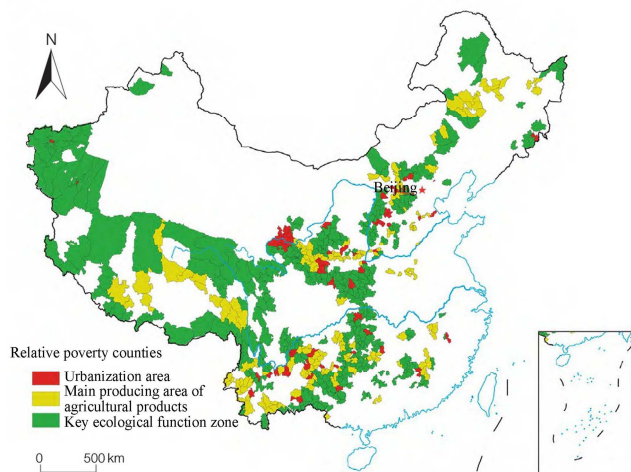 N
Beijing
Relative poverty counties
Urbanization area
Main producing area of
agricultural products
Key ecological function zone
0 500 km